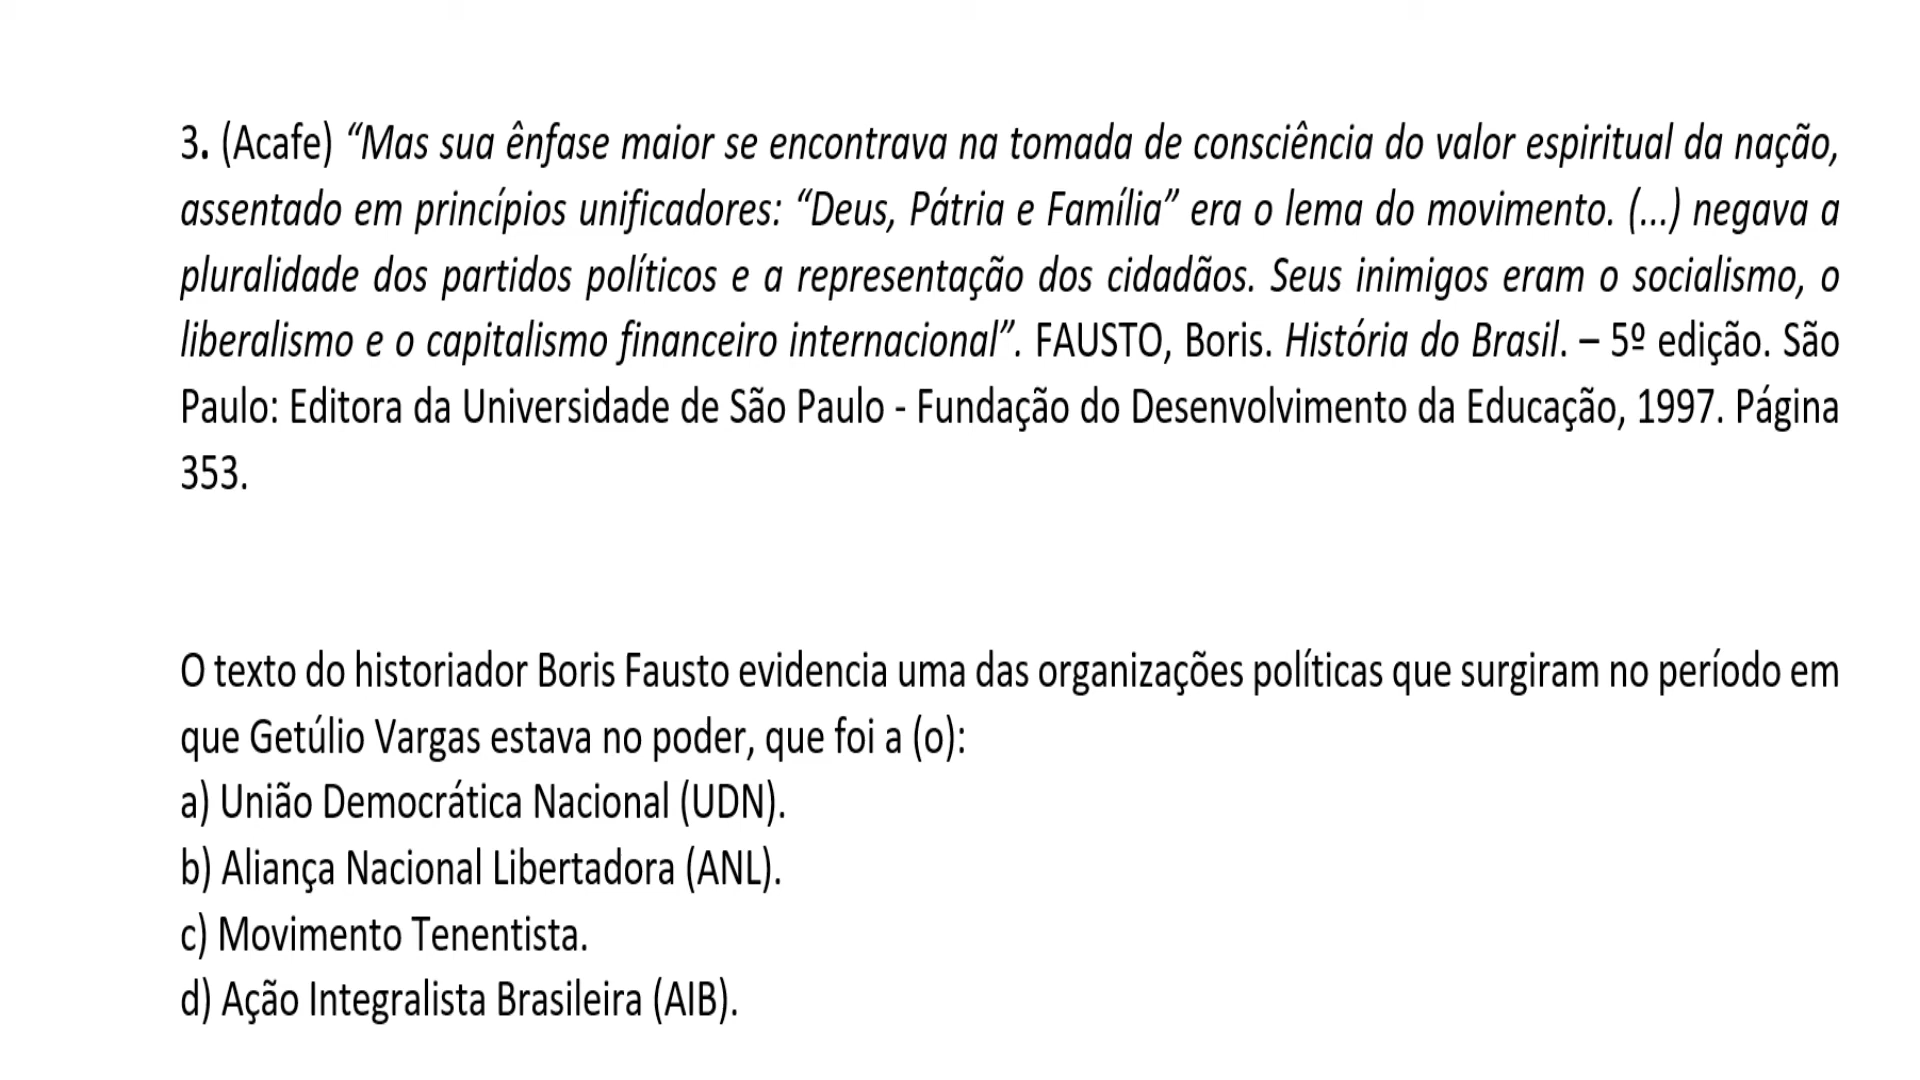 3. (Acafe) “Mas sua ênfase maior se encontrava na tomada de consciência do valor espiritual da nação,
assentado em princípios unificadores: “Deus, Pátria e Família” era o lema do movimento. (...) negava a
pluralidade dos partidos políticos e a representação dos cidadãos. Seus inimigos eram o socialismo, o
liberalismo e o capitalismo financeiro internacional”. FAUSTO, Boris. História do Brasil. – 5º edição. São
Paulo: Editora da Universidade de São Paulo - Fundação do Desenvolvimento da Educação, 1997. Página
353.
O texto do historiador Boris Fausto evidencia uma das organizações políticas que surgiram no período em
que Getúlio Vargas estava no poder, que foi a (o):
a) União Democrática Nacional (UDN).
b) Aliança Nacional Libertadora (ANL).
c) Movimento Tenentista.
d) Ação Integralista Brasileira (AIB).